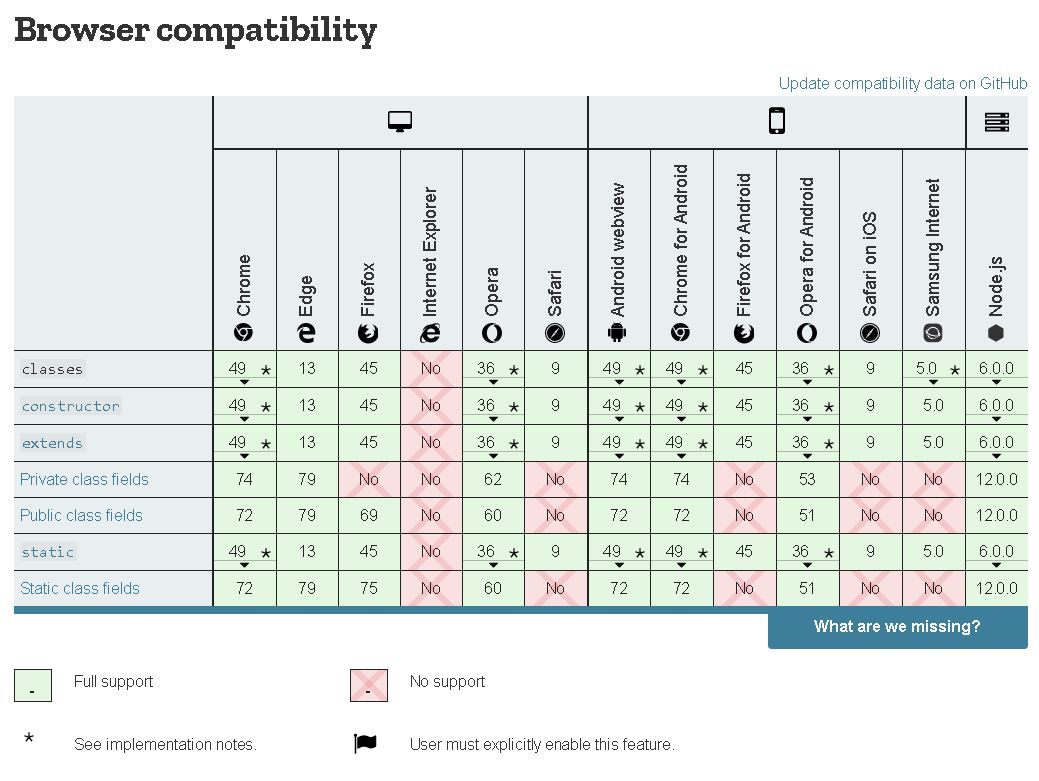 Browser compatibility
Update compatibility data on GitHub
Chrome
Edge
Firefox
Internet Explorer
Opera
Safari
Android webview
Chrome for Android
Firefox for Android
Opera for Android
Safari on iOS
Samsung Internet
Node.js
classes 49 * 13 45 No 36 * 9 49 * 49 * 45 36 * 9 5.0 * 6.0.0
constructor 49 * 13 45 No 36 * 9 49 * 49 * 45 36 * 9 5.0 6.0.0
extends 49 * 13 45 No 36 * 9 49 * 49 * 45 36 * 9 5.0 6.0.0
Private class fields 74 79 No No 62 No 74 74 No 53 No No 12.0.0
Public class fields 72 79 69 No 60 No 72 72 No 51 No No 12.0.0
static 49 * 13 45 No 36 * 9 49 * 49 * 45 36 * 9 5.0 6.0.0
Static class fields 72 79 75 No 60 No 72 72 No 51 No No 12.0.0
What are we missing?
- Full support - No support
* See implementation notes. User must explicitly enable this feature.